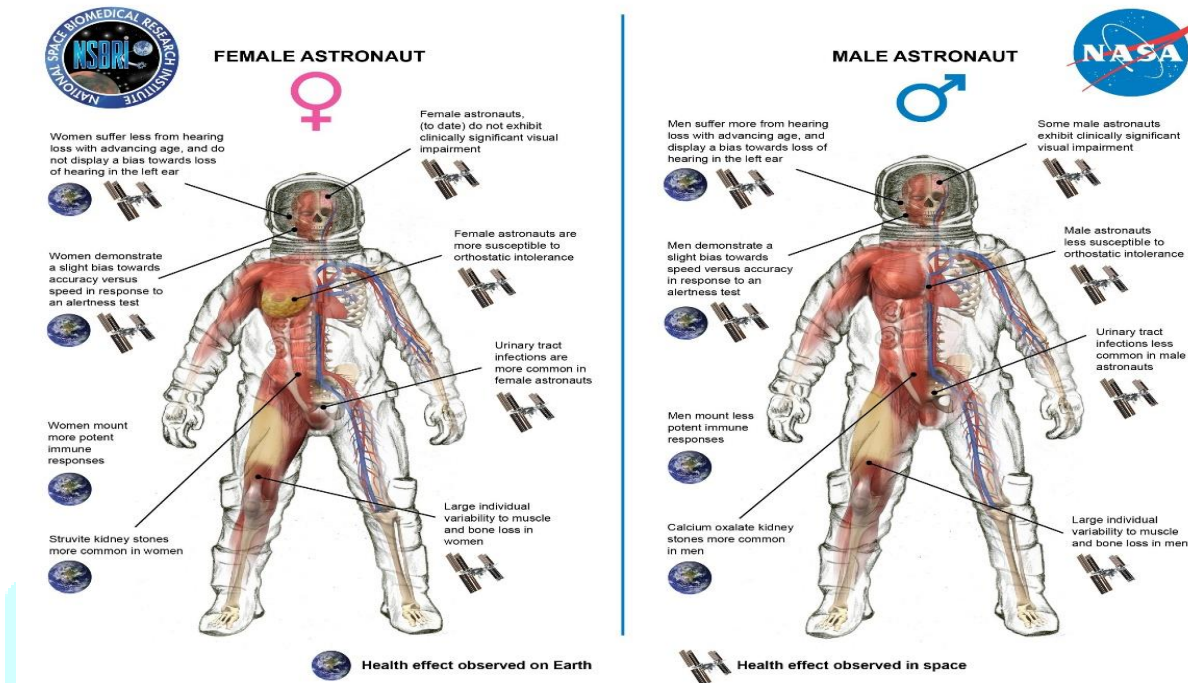 NATIONAL SPACE BIOMEDICAL RESEARCH INSTITUTE
NSBRI
FEMALE ASTRONAUT
Women suffer less from hearing
loss with advancing age, and do
not display a bias towards loss
of hearing in the left ear
Female astronauts,
(to date) do not exhibit
clinically significant visual
impairment
Women demonstrate
a slight bias towards
accuracy versus
speed in response to
an alertness test
Female astronauts are
more susceptible to
orthostatic intolerance
Urinary tract
infections are
more common in
female astronauts
Women mount
more potent
immune
responses
Struvite kidney stones
more common in women
Large individual
variability to muscle
and bone loss in
women
MALE ASTRONAUT
NASA
Men suffer more from hearing
loss with advancing age, and
display a bias towards loss of
hearing in the left ear
Some male astronauts
exhibit clinically significant
visual impairment
Men demonstrate a
slight bias towards
speed versus accuracy
in response to an
alertness test
Male astronauts
less susceptible to
orthostatic intolerance
Urinary tract
infections less
common in male
astronauts
Men mount less
potent immune
responses
Calcium oxalate kidney
stones more common
in men
Large individual
variability to muscle
and bone loss in men
Health effect observed on Earth
Health effect observed in space